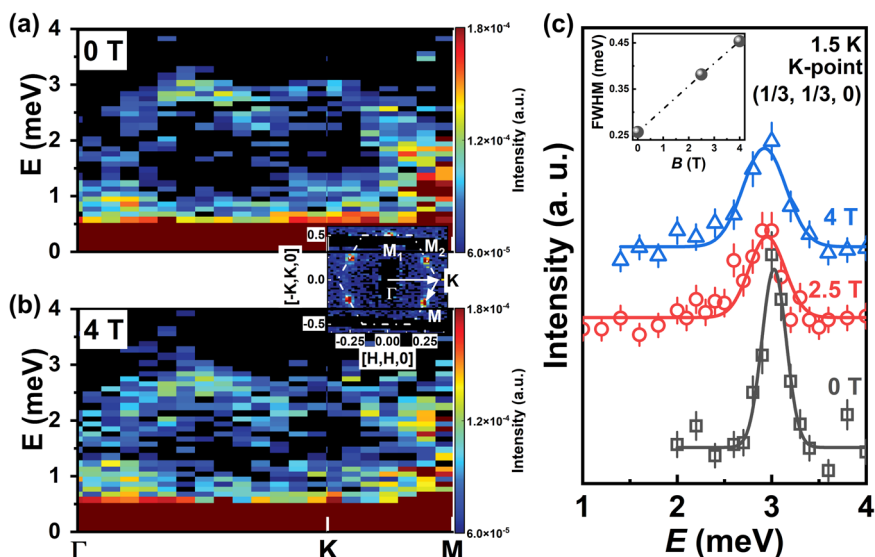 (a)
0 T
E (meV)
4
3
2
1
0
1.8×10⁻⁴
1.2×10⁻⁴
6.0×10⁻⁵
Intensity (a.u.)
[-K,K,0]
0.5
0.0
-0.5
M₁
M₂
K
Γ
M
-0.25 0.00 0.25
[H,H,0]
(b)
4 T
E (meV)
4
3
2
1
0
Γ K M
1.8×10⁻⁴
1.2×10⁻⁴
6.0×10⁻⁵
Intensity (a.u.)
(c)
FWHM (meV)
0.45
0.35
0.25
0 1 2 3 4
B (T)
1.5 K
K-point
(1/3, 1/3, 0)
4 T
2.5 T
0 T
Intensity (a. u.)
1 2 3 4
E (meV)